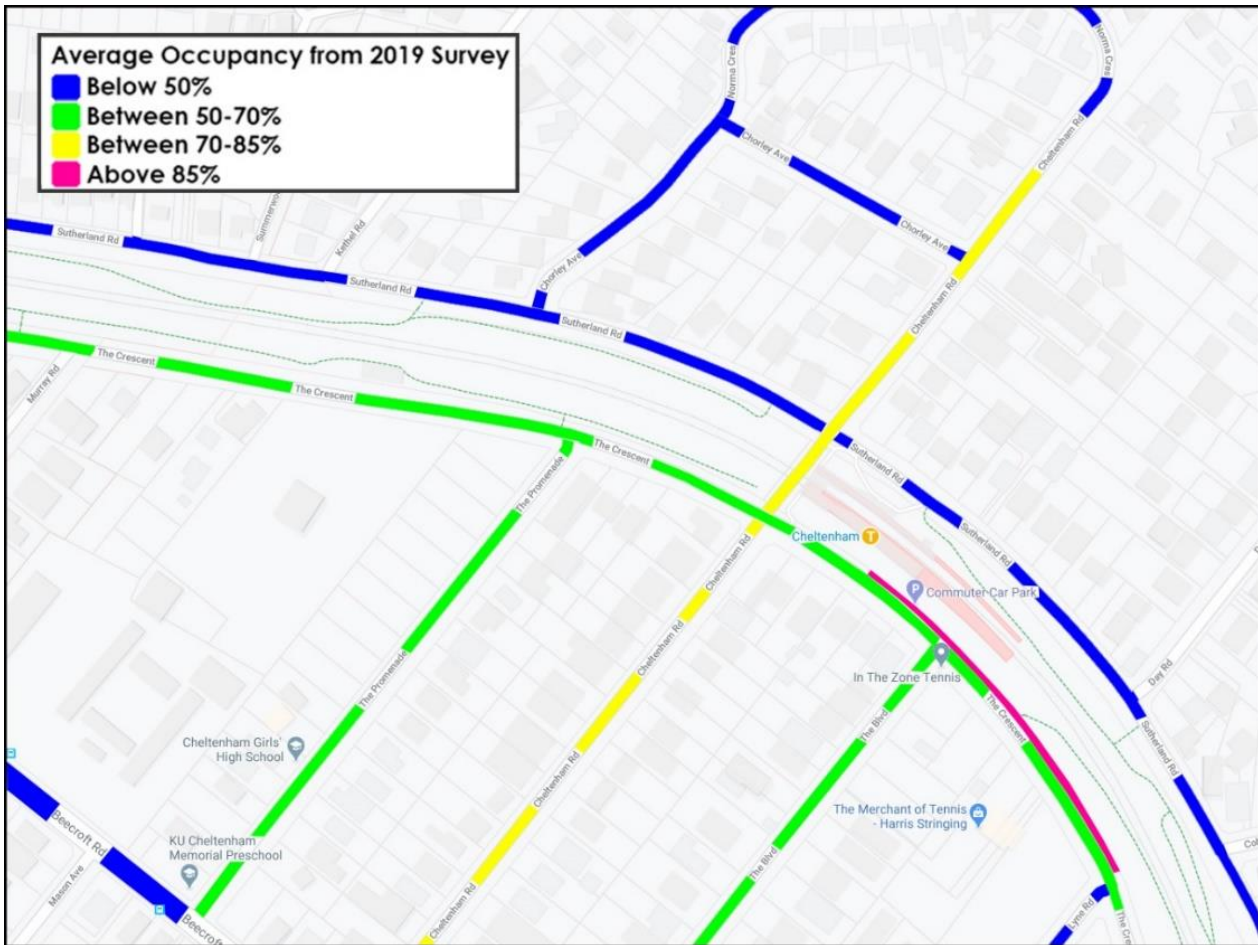 Average Occupancy from 2019 Survey
Below 50%
Between 50-70%
Between 70-85%
Above 85%
Norma Cres
Norma Cres
Chorley Ave
Cheltenham Rd
Kethel Rd
Sutherland Rd
Chorley Ave
Chorley Ave
Sutherland Rd
Cheltenham Rd
Sutherland Rd
Murray Rd
The Crescent
The Crescent
The Crescent
Sutherland Rd
The Promenade
Cheltenham
T
Sutherland Rd
Cheltenham Rd
P
Commuter Car Park
Cheltenham Rd
In The Zone Tennis
Day Rd
The Promenade
The Crescent
The Blvd
Sutherland Rd
Cheltenham Girls'
High School
Cheltenham Rd
The Merchant of Tennis
- Harris Stringing
Beecroft Rd
KU Cheltenham
Memorial Preschool
The Blvd
Mason Ave
Cheltenham Rd
Lyne Rd
Beecroft
The C